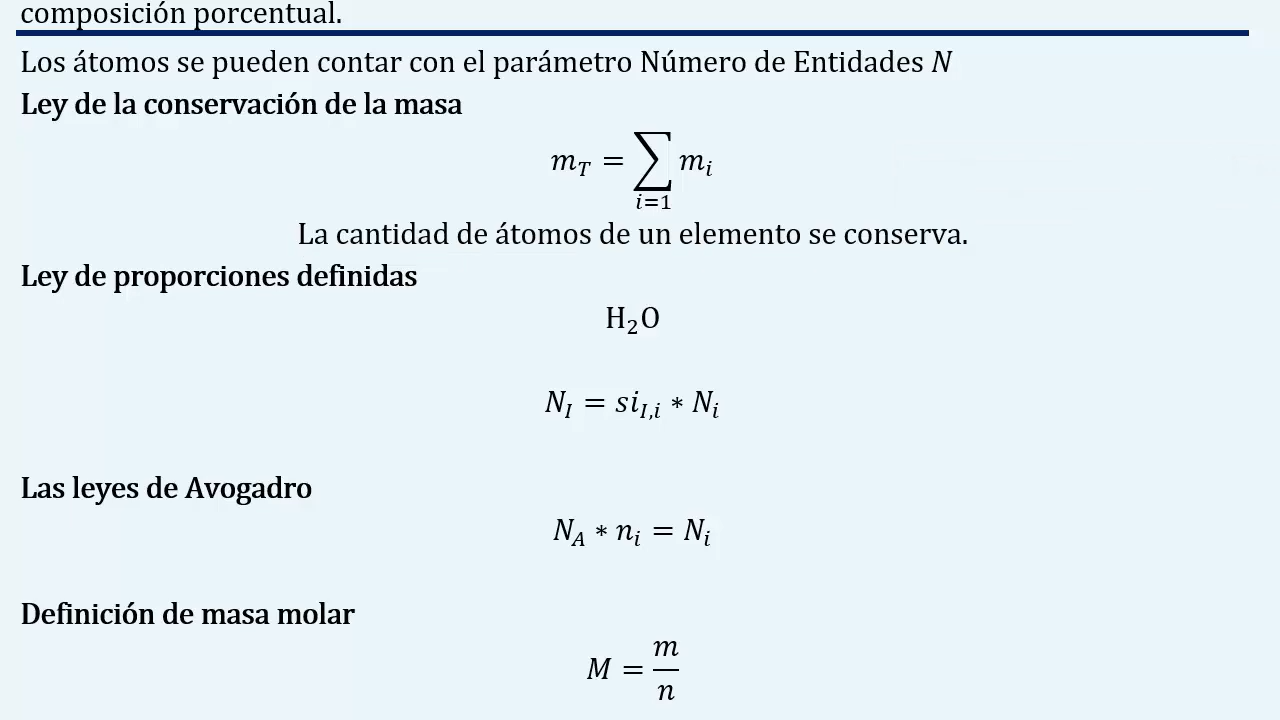 composición porcentual.
Los átomos se pueden contar con el parámetro Número de Entidades N
Ley de la conservación de la masa
m_T = ∑_{i=1} m_i
La cantidad de átomos de un elemento se conserva.
Ley de proporciones definidas
H₂O
N_I = si_{I,i} * N_i
Las leyes de Avogadro
N_A * n_i = N_i
Definición de masa molar
M = m/n